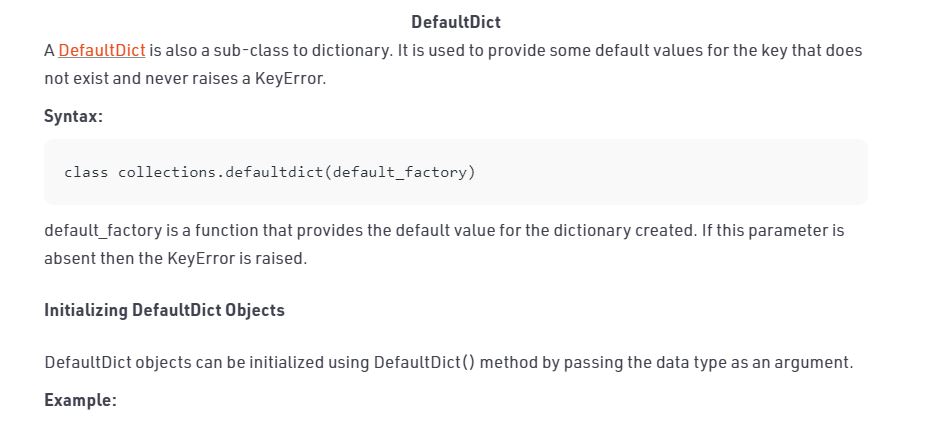 DefaultDict
A DefaultDict is also a sub-class to dictionary. It is used to provide some default values for the key that does
not exist and never raises a KeyError.
Syntax:
class collections.defaultdict(default_factory)
default_factory is a function that provides the default value for the dictionary created. If this parameter is
absent then the KeyError is raised.
Initializing DefaultDict Objects
DefaultDict objects can be initialized using DefaultDict() method by passing the data type as an argument.
Example: